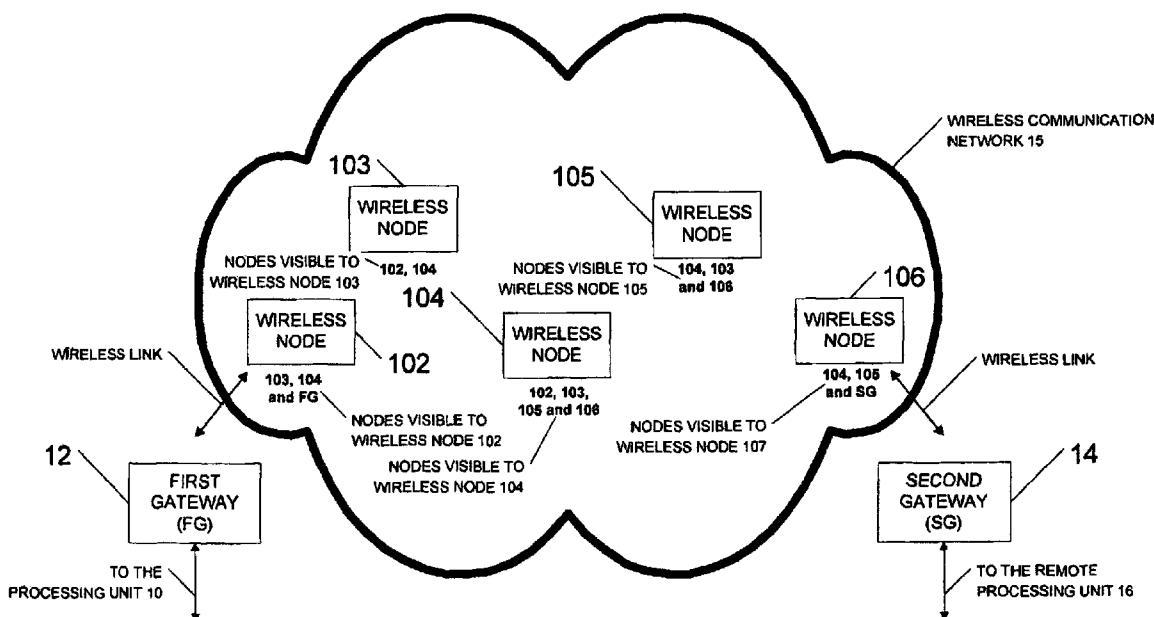 WIRELESS COMMUNICATION
NETWORK 15
103
WIRELESS
NODE
102, 104
NODES VISIBLE TO
WIRELESS NODE 103
105
WIRELESS
NODE
104, 103
and 106
NODES VISIBLE TO
WIRELESS NODE 105
104
WIRELESS
NODE
102, 103,
105 and 106
NODES VISIBLE TO
WIRELESS NODE 104
106
WIRELESS
NODE
104, 105
and SG
NODES VISIBLE TO
WIRELESS NODE 107
WIRELESS
NODE
102
103, 104
and FG
NODES VISIBLE TO
WIRELESS NODE 102
WIRELESS LINK
WIRELESS LINK
12
FIRST
GATEWAY
(FG)
TO THE
PROCESSING UNIT 10
14
SECOND
GATEWAY
(SG)
TO THE REMOTE
PROCESSING UNIT 16